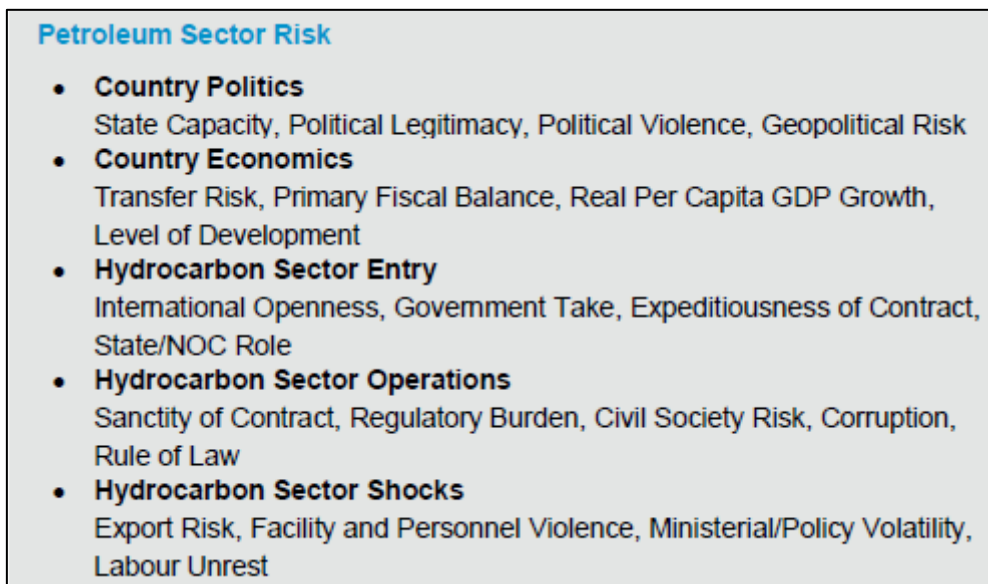 Petroleum Sector Risk
• Country Politics
State Capacity, Political Legitimacy, Political Violence, Geopolitical Risk
• Country Economics
Transfer Risk, Primary Fiscal Balance, Real Per Capita GDP Growth,
Level of Development
• Hydrocarbon Sector Entry
International Openness, Government Take, Expeditiousness of Contract,
State/NOC Role
• Hydrocarbon Sector Operations
Sanctity of Contract, Regulatory Burden, Civil Society Risk, Corruption,
Rule of Law
• Hydrocarbon Sector Shocks
Export Risk, Facility and Personnel Violence, Ministerial/Policy Volatility,
Labour Unrest